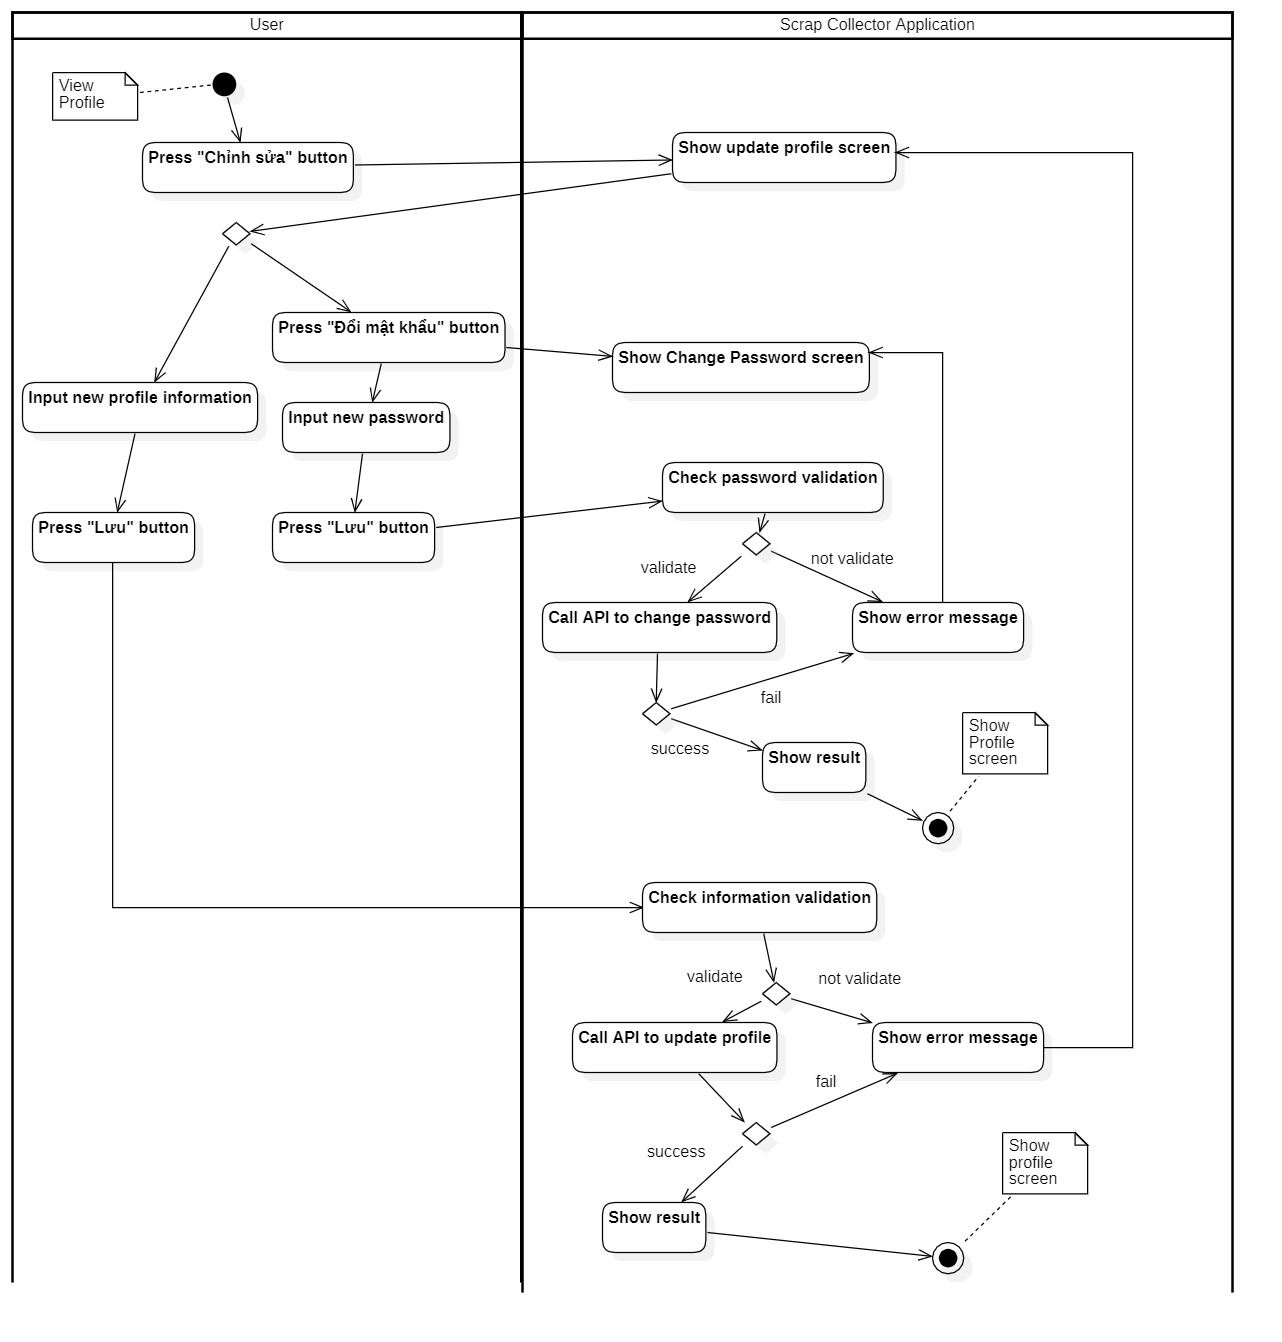 User
Scrap Collector Application
View
Profile
Press "Chỉnh sửa" button
Show update profile screen
Press "Đổi mật khẩu" button
Show Change Password screen
Input new profile information
Input new password
Check password validation
Press "Lưu" button
Press "Lưu" button
validate
not validate
Call API to change password
Show error message
fail
success
Show result
Show
Profile
screen
Check information validation
validate
not validate
Call API to update profile
Show error message
fail
success
Show
profile
screen
Show result